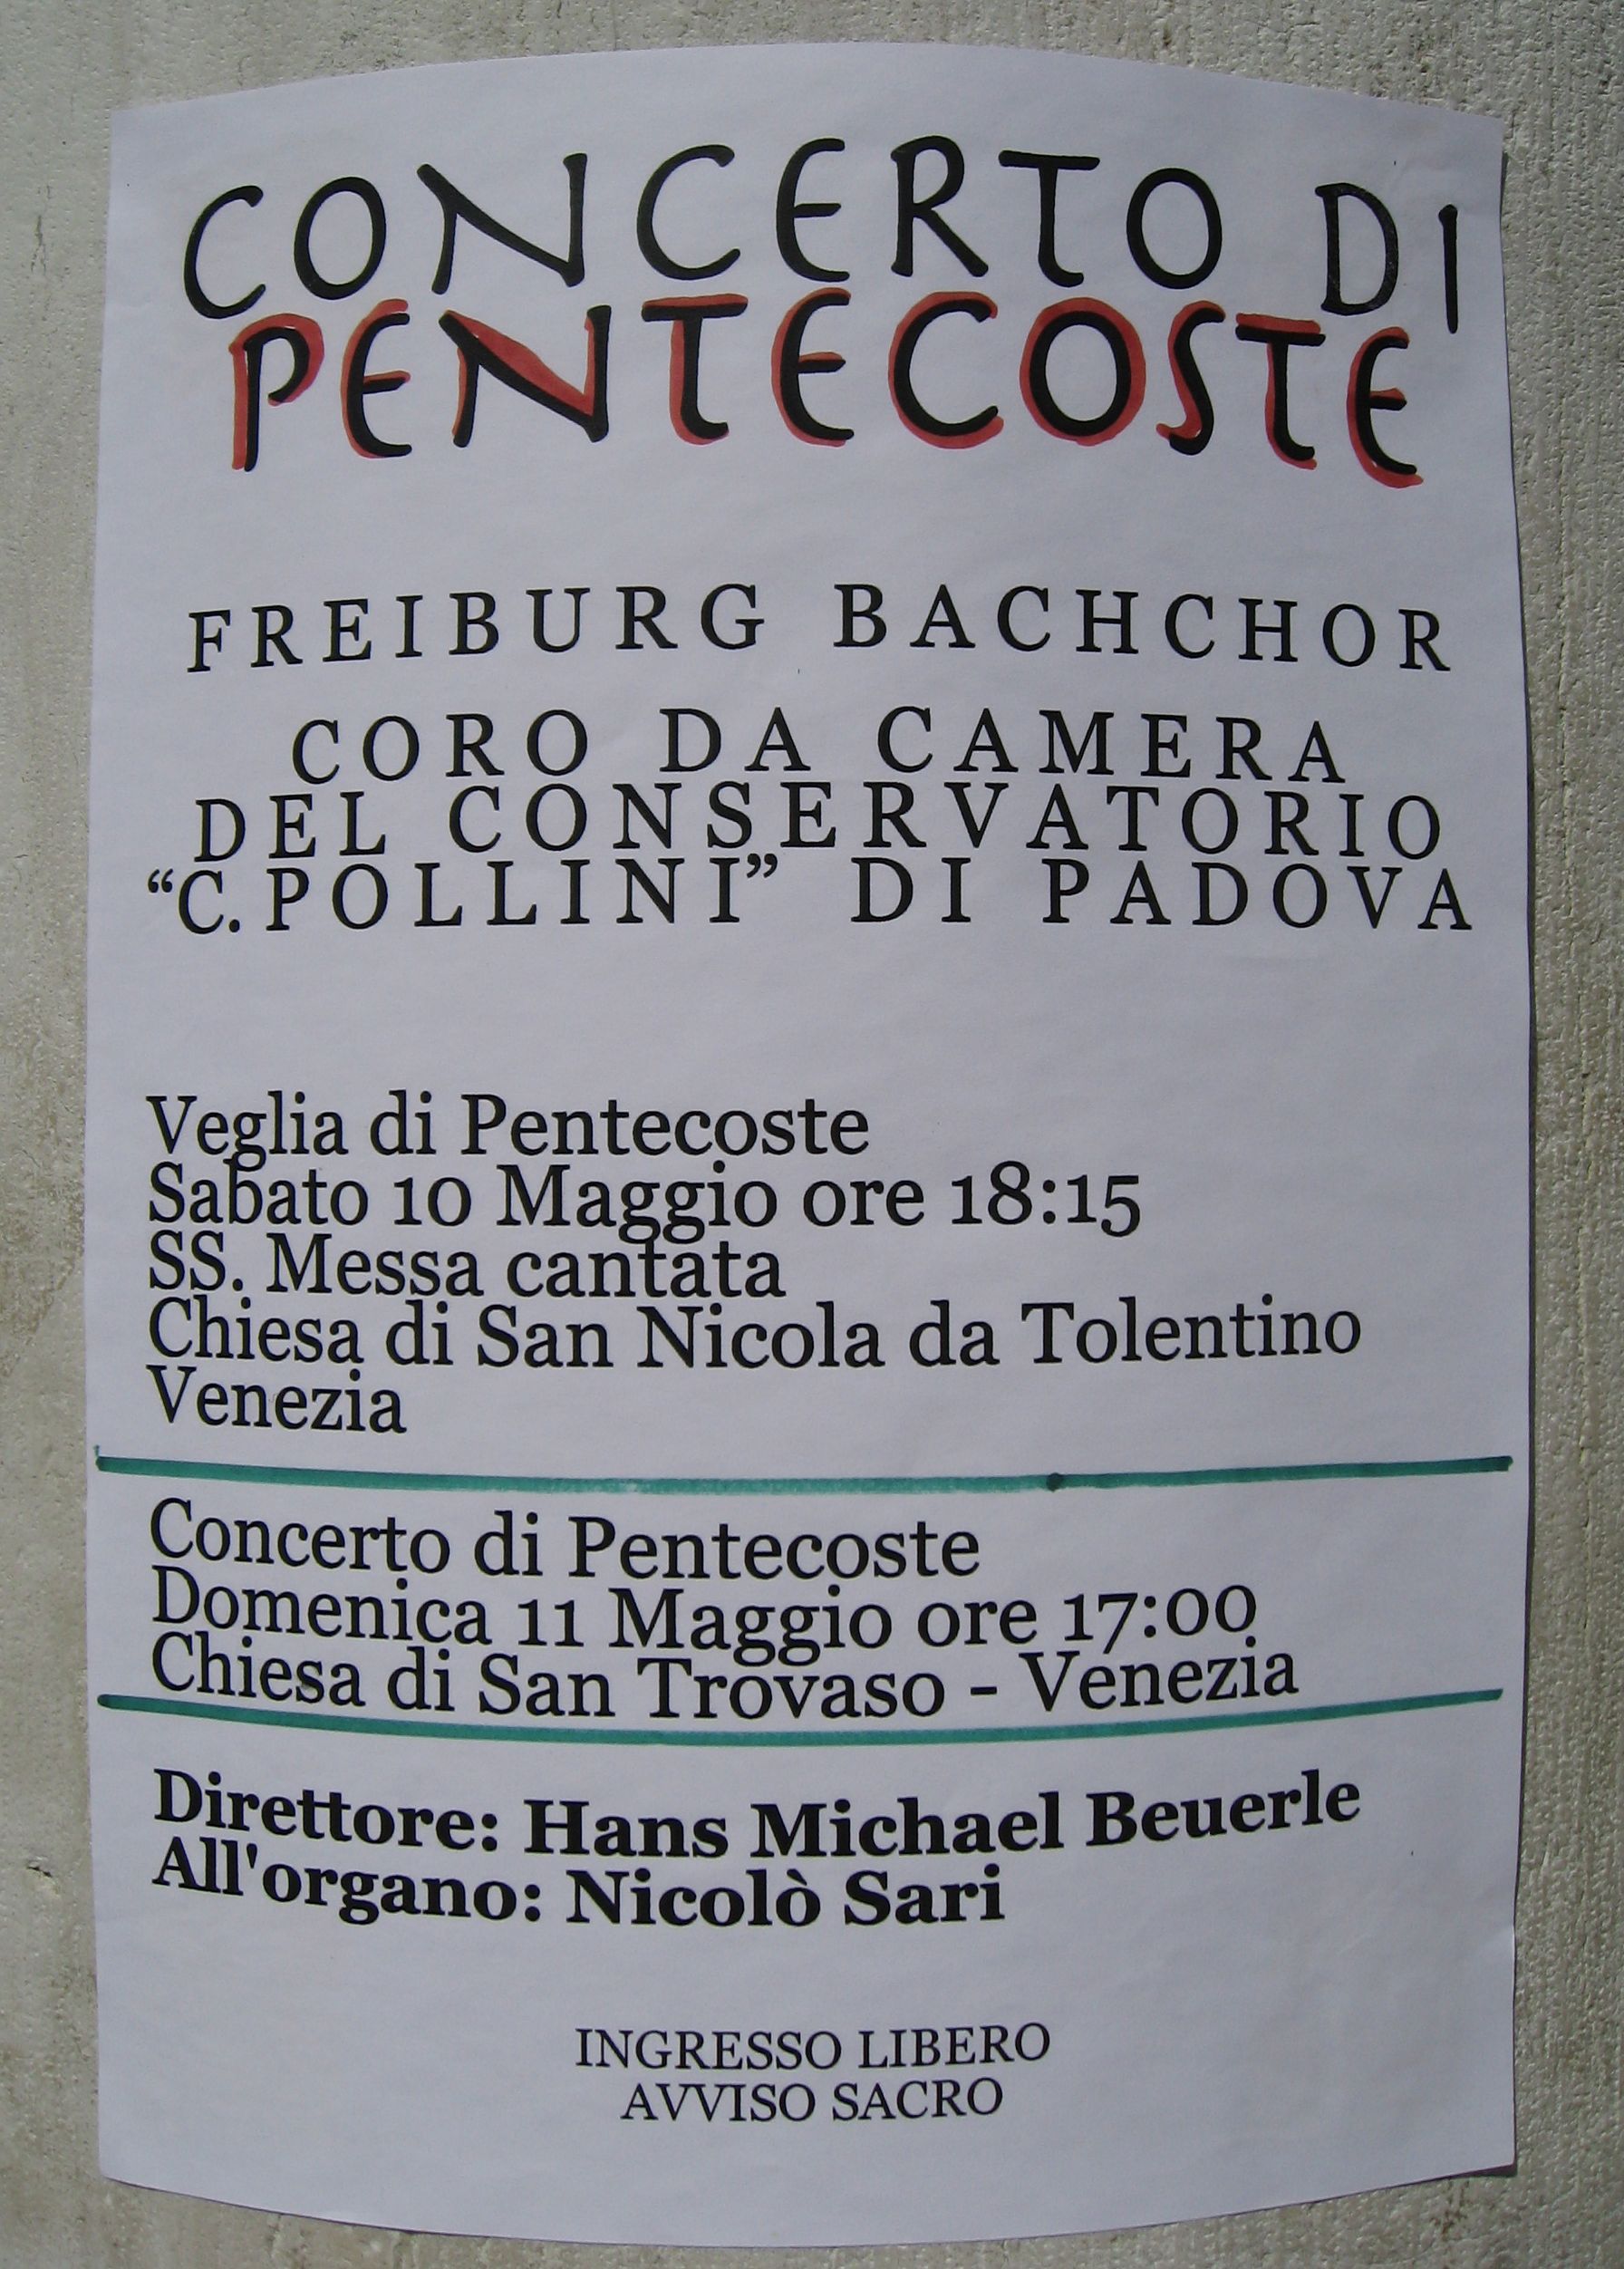 CONCERTO DI
PENTECOSTE
FREIBURG BACHCHOR
CORO DA CAMERA
DEL CONSERVATORIO
“C. POLLINI” DI PADOVA
Veglia di Pentecoste
Sabato 10 Maggio ore 18:15
SS. Messa cantata
Chiesa di San Nicola da Tolentino
Venezia
Concerto di Pentecoste
Domenica 11 Maggio ore 17:00
Chiesa di San Trovaso - Venezia
Direttore: Hans Michael Beuerle
All'organo: Nicolò Sari
INGRESSO LIBERO
AVVISO SACRO